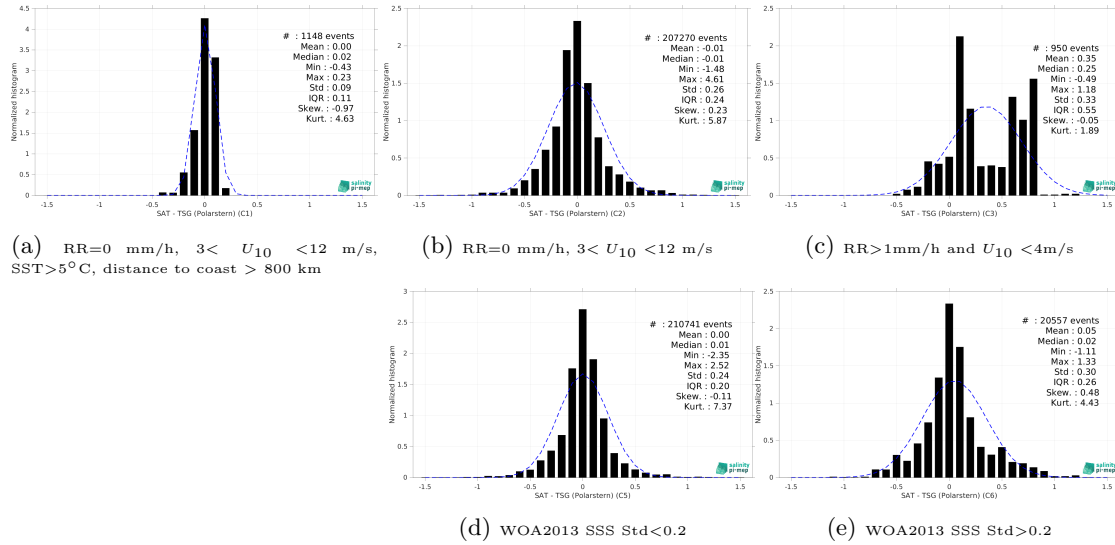 4.5
4
3.5
3
2.5
2
1.5
1
0.5
0
Normalized histogram
# : 1148 events
Mean : 0.00
Median : 0.02
Min : -0.43
Max : 0.23
Std : 0.09
IQR : 0.11
Skew. : -0.97
Kurt. : 4.63
salinity
pi-mep
-1.5 -1 -0.5 0 0.5 1 1.5
SAT - TSG (Polarstern) (C1)
(a) RR=0 mm/h, 3< U10 <12 m/s,
SST>5°C, distance to coast > 800 km
2.5
2
1.5
1
0.5
0
Normalized histogram
# : 207270 events
Mean : -0.01
Median : -0.01
Min : -1.48
Max : 4.61
Std : 0.26
IQR : 0.24
Skew. : 0.23
Kurt. : 5.87
salinity
pi-mep
-1.5 -1 -0.5 0 0.5 1 1.5
SAT - TSG (Polarstern) (C2)
(b) RR=0 mm/h, 3< U10 <12 m/s
2.5
2
1.5
1
0.5
0
Normalized histogram
# : 950 events
Mean : 0.35
Median : 0.25
Min : -0.49
Max : 1.18
Std : 0.33
IQR : 0.55
Skew. : -0.05
Kurt. : 1.89
salinity
pi-mep
-1.5 -1 -0.5 0 0.5 1 1.5
SAT - TSG (Polarstern) (C3)
(c) RR>1mm/h and U10 <4m/s
3
2.5
2
1.5
1
0.5
0
Normalized histogram
# : 210741 events
Mean : 0.00
Median : 0.01
Min : -2.35
Max : 2.52
Std : 0.24
IQR : 0.20
Skew. : -0.11
Kurt. : 7.37
salinity
pi-mep
-1.5 -1 -0.5 0 0.5 1 1.5
SAT - TSG (Polarstern) (C5)
(d) WOA2013 SSS Std<0.2
2.5
2
1.5
1
0.5
0
Normalized histogram
# : 20557 events
Mean : 0.05
Median : 0.02
Min : -1.11
Max : 1.33
Std : 0.30
IQR : 0.26
Skew. : 0.48
Kurt. : 4.43
salinity
pi-mep
-1.5 -1 -0.5 0 0.5 1 1.5
SAT - TSG (Polarstern) (C6)
(e) WOA2013 SSS Std>0.2